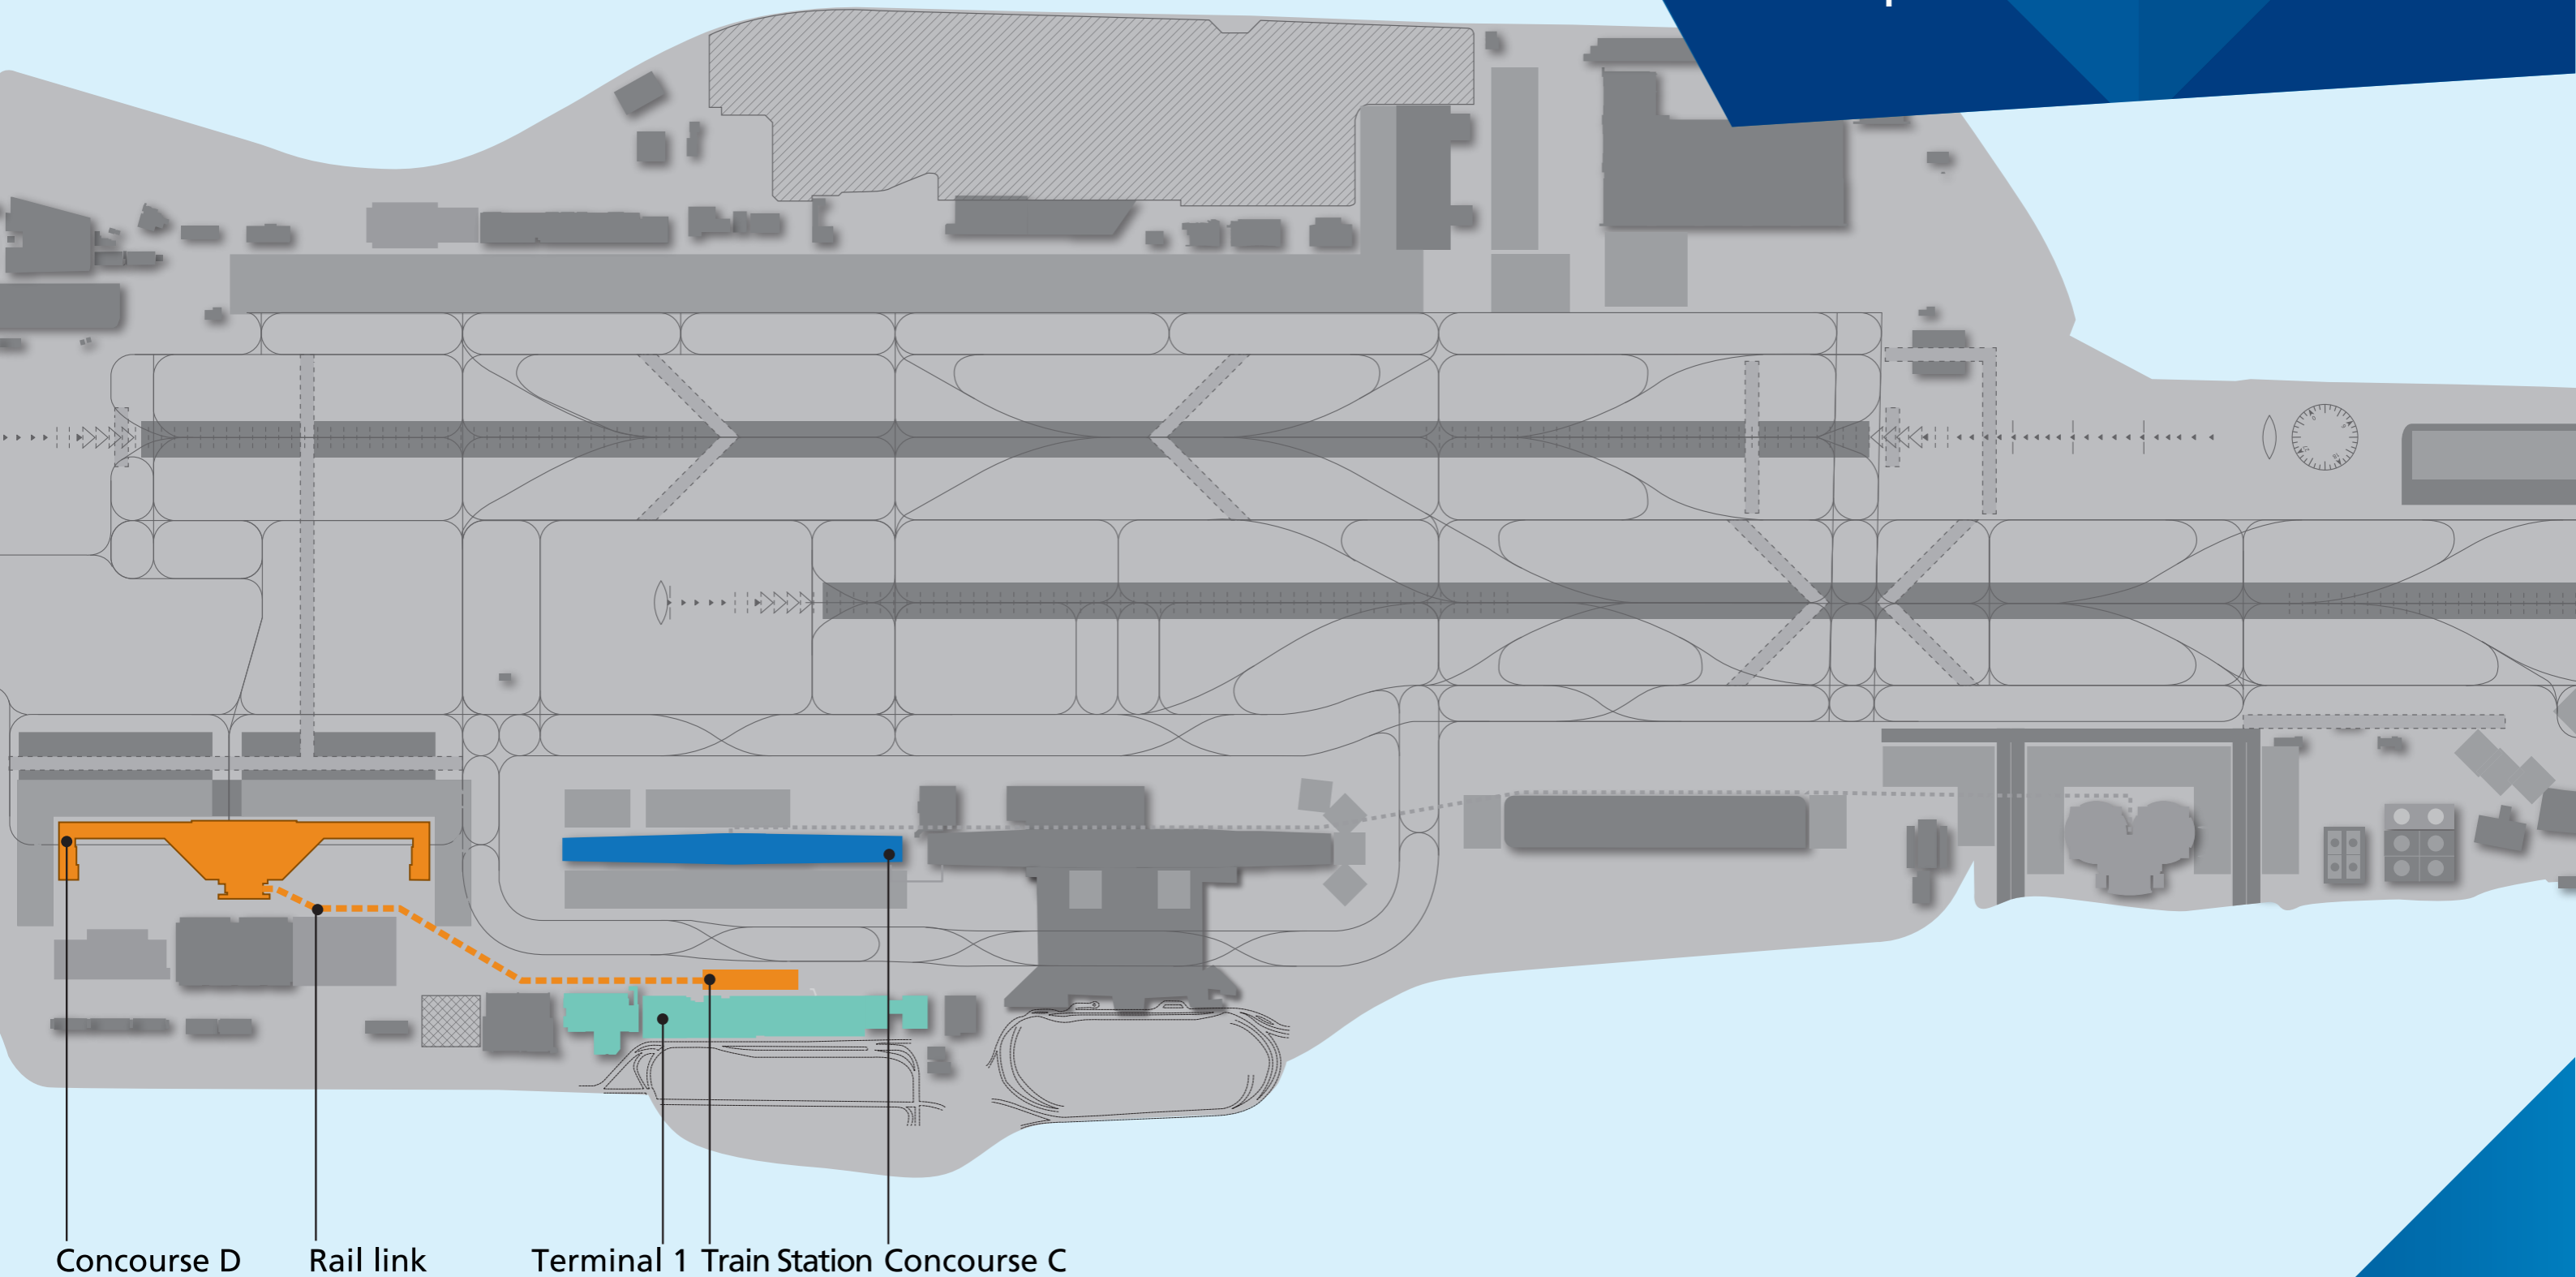 Concourse D
Rail link
Terminal 1
Train Station
Concourse C